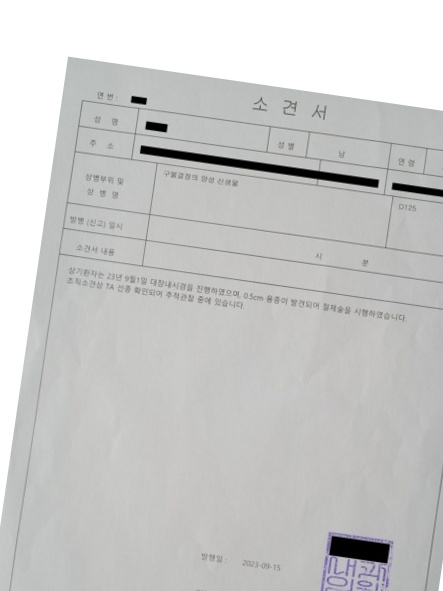 소 견 서
연 번 :
성 명
성 별
남
연 령
주 소
상병부위 및
상 병 명
구불결장의 양성 신생물
D125
발병 (신고) 일시
시 분
소견서 내용
상기환자는 23년 9월1일 대장내시경을 진행하였으며, 0.5cm 용종이 발견되어 절제술을 시행하였습니다.
조직소견상 TA 선종 확인되어 추적관찰 중에 있습니다.
발행일 : 2023-09-15